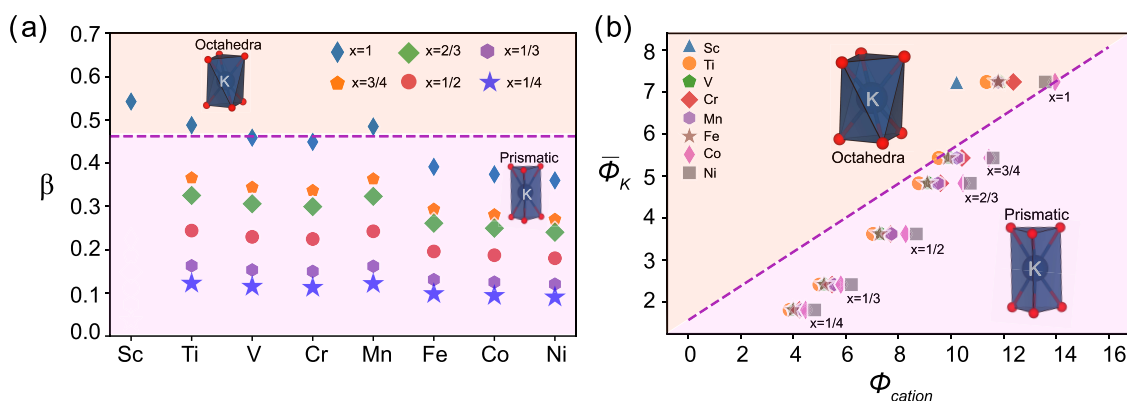 (a)
0.7
0.6
0.5
0.4
0.3
0.2
0.1
0.0
β
Octahedra
K
x=1
x=2/3
x=1/3
x=3/4
x=1/2
x=1/4
Prismatic
K
Sc Ti V Cr Mn Fe Co Ni
(b)
8
7
6
5
4
3
2
Φ̅K
Sc
Ti
V
Cr
Mn
Fe
Co
Ni
K
Octahedra
x=1
x=3/4
x=2/3
x=1/2
x=1/3
x=1/4
Prismatic
K
0 2 4 6 8 10 12 14 16
Φcation